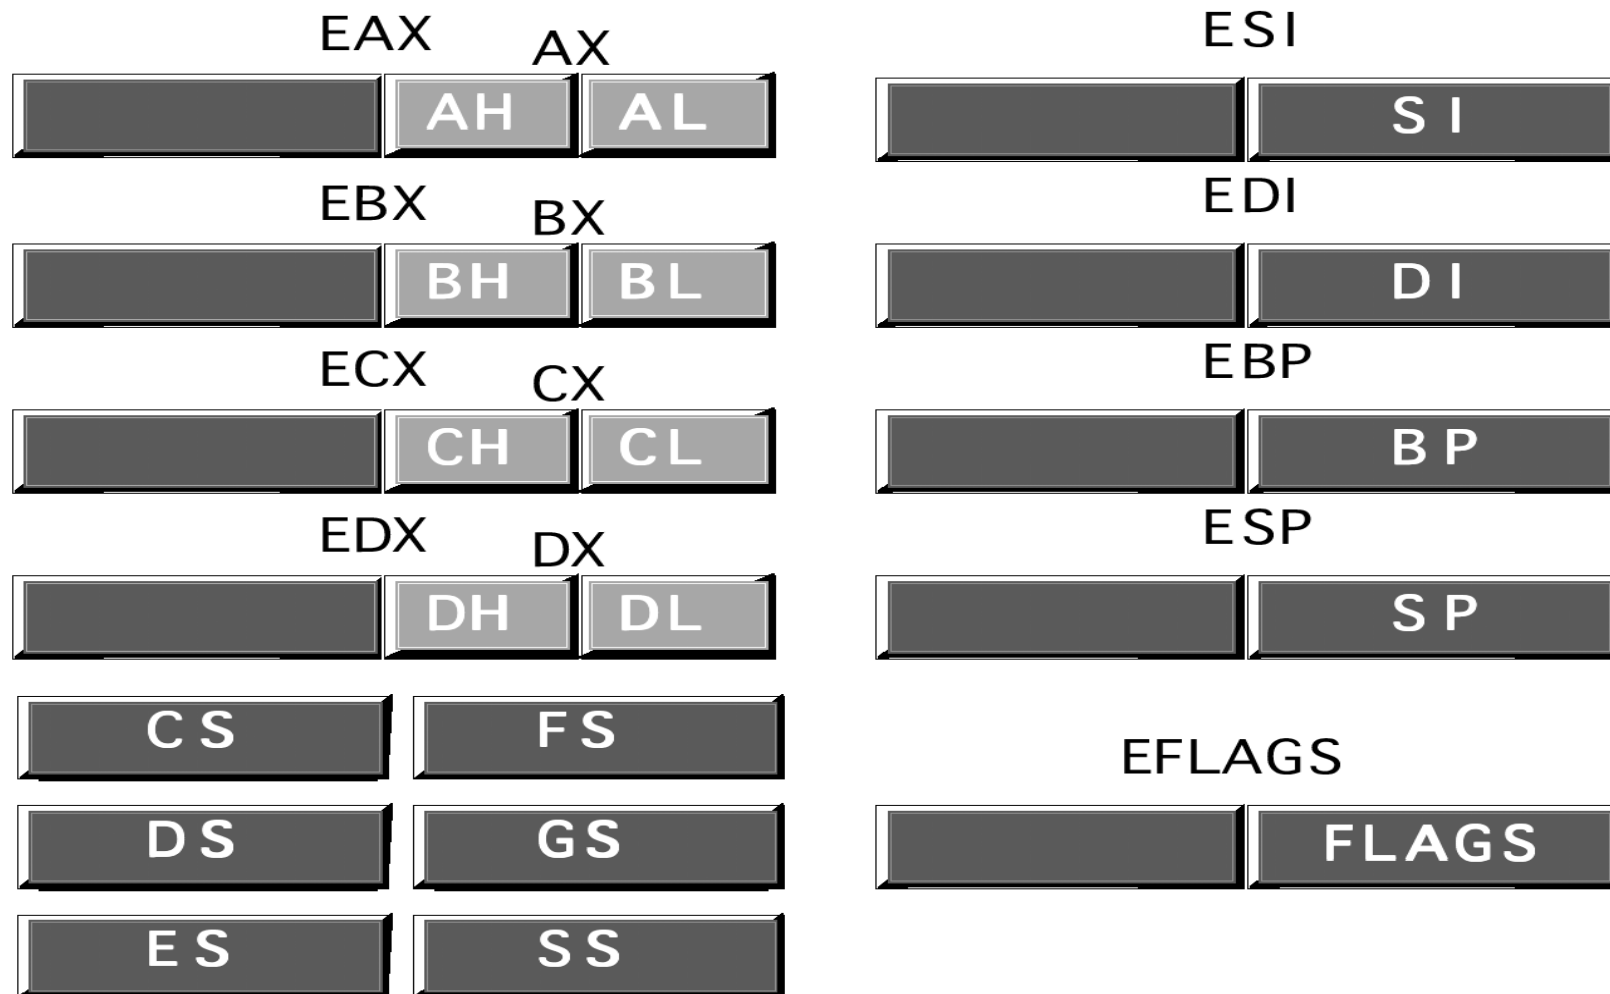 EAX AX
AH AL
EBX BX
BH BL
ECX CX
CH CL
EDX DX
DH DL
CS FS
DS GS
ES SS
ESI
SI
EDI
DI
EBP
BP
ESP
SP
EFLAGS
FLAGS